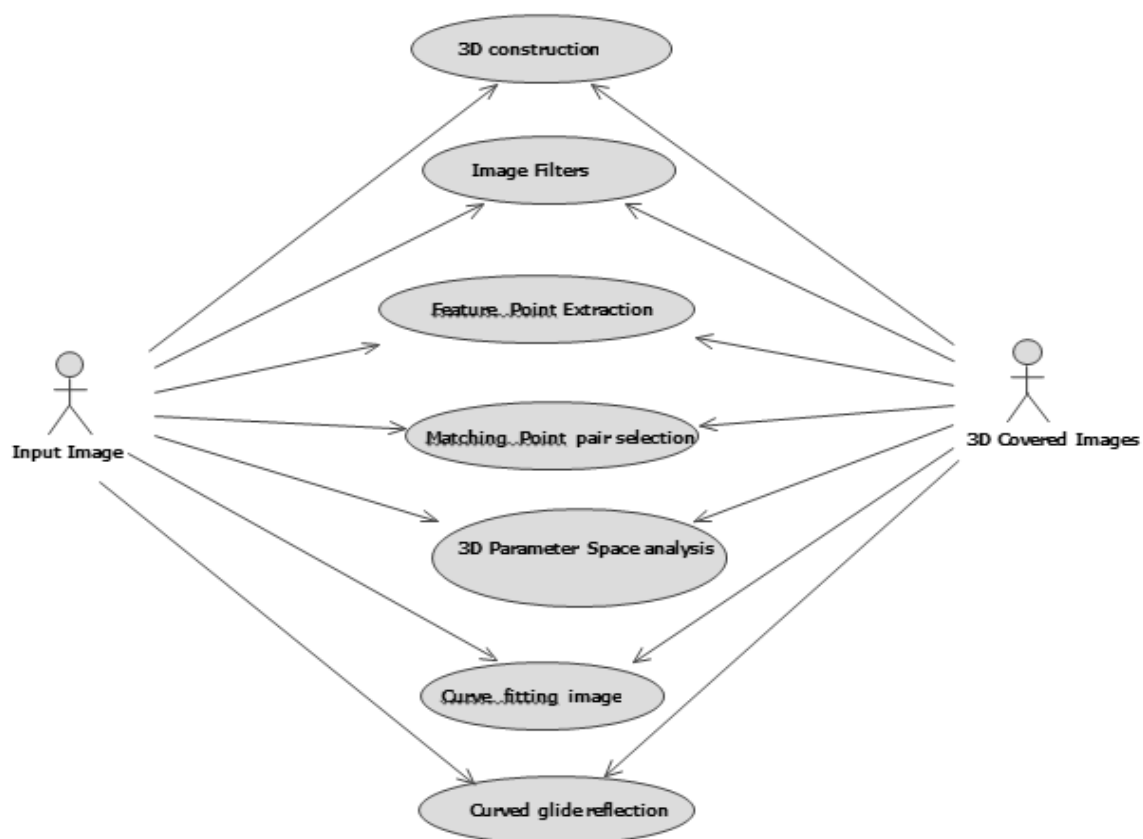 3D construction
Image Filters
Feature Point Extraction
Matching Point pair selection
Input Image
3D Covered Images
3D Parameter Space analysis
Curve fitting image
Curved glide reflection